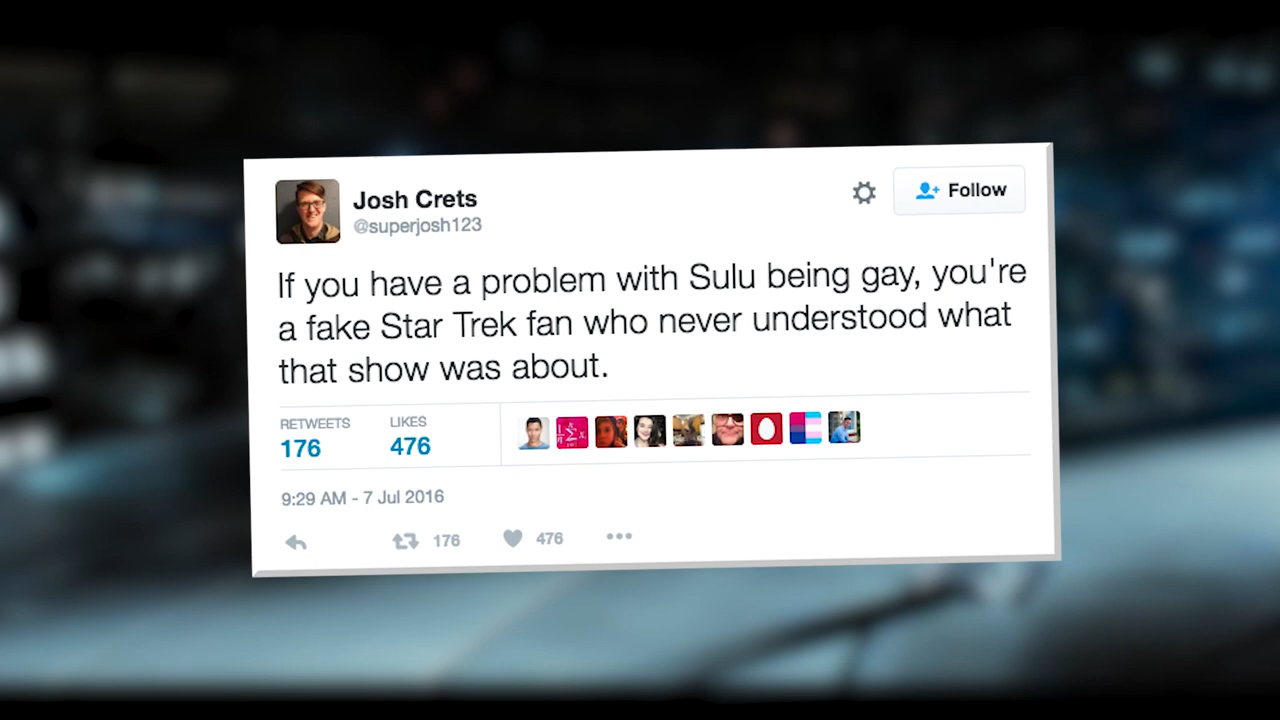 Josh Crets
@superjosh123
Follow
If you have a problem with Sulu being gay, you're
a fake Star Trek fan who never understood what
that show was about.
RETWEETS
176
LIKES
476
9:29 AM - 7 Jul 2016
176
476